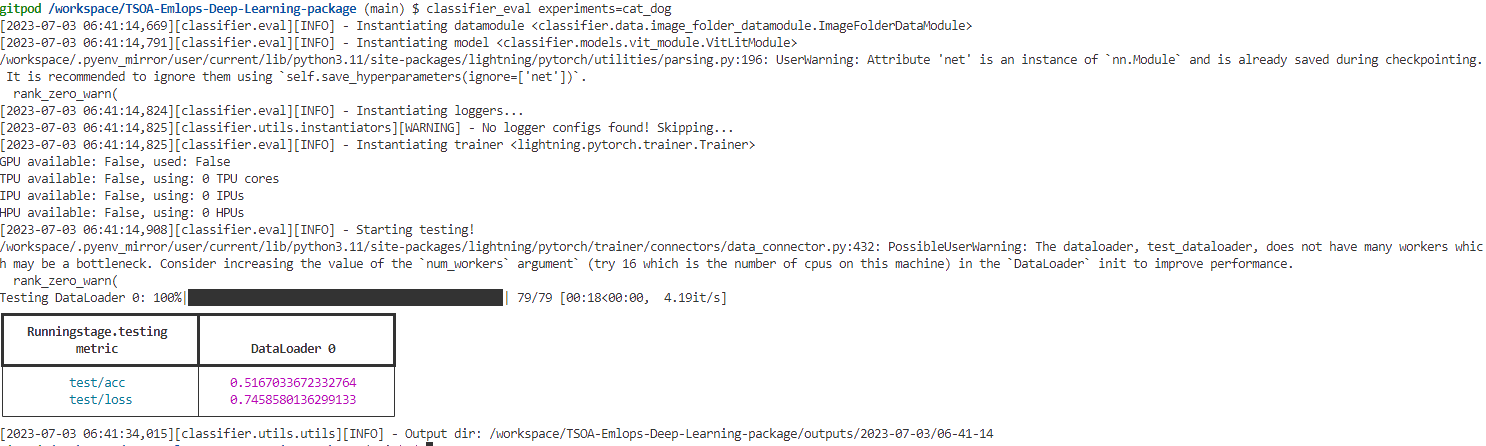 gitpod /workspace/TSOA-Emlops-Deep-Learning-package (main) $ classifier_eval experiments=cat_dog
[2023-07-03 06:41:14,669][classifier.eval][INFO] - Instantiating datamodule <classifier.data.image_folder_datamodule.ImageFolderDataModule>
[2023-07-03 06:41:14,791][classifier.eval][INFO] - Instantiating model <classifier.models.vit_module.VitLitModule>
/workspace/.pyenv_mirror/user/current/lib/python3.11/site-packages/lightning/pytorch/utilities/parsing.py:196: UserWarning: Attribute 'net' is an instance of `nn.Module` and is already saved during checkpointing.
 It is recommended to ignore them using `self.save_hyperparameters(ignore=['net'])`.
  rank_zero_warn(
[2023-07-03 06:41:14,824][classifier.eval][INFO] - Instantiating loggers...
[2023-07-03 06:41:14,825][classifier.utils.instantiators][WARNING] - No logger configs found! Skipping...
[2023-07-03 06:41:14,825][classifier.eval][INFO] - Instantiating trainer <lightning.pytorch.trainer.Trainer>
GPU available: False, used: False
TPU available: False, using: 0 TPU cores
IPU available: False, using: 0 IPUs
HPU available: False, using: 0 HPUs
[2023-07-03 06:41:14,908][classifier.eval][INFO] - Starting testing!
/workspace/.pyenv_mirror/user/current/lib/python3.11/site-packages/lightning/pytorch/trainer/connectors/data_connector.py:432: PossibleUserWarning: The dataloader, test_dataloader, does not have many workers whic
h may be a bottleneck. Consider increasing the value of the `num_workers` argument` (try 16 which is the number of cpus on this machine) in the `DataLoader` init to improve performance.
  rank_zero_warn(
Testing DataLoader 0: 100%|| 79/79 [00:18<00:00,  4.19it/s]
Runningstage.testing
metric DataLoader 0
test/acc 0.5167033672332764
test/loss 0.7458580136299133
[2023-07-03 06:41:34,015][classifier.utils.utils][INFO] - Output dir: /workspace/TSOA-Emlops-Deep-Learning-package/outputs/2023-07-03/06-41-14